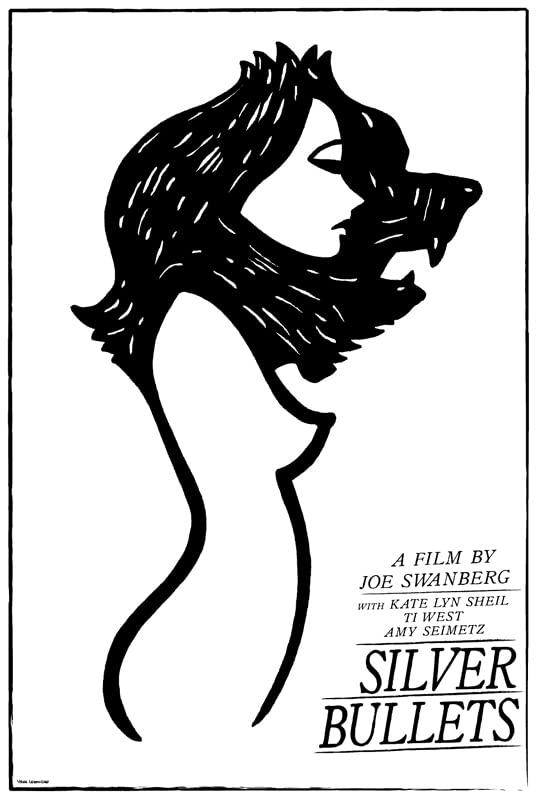 A FILM BY
JOE SWANBERG
WITH KATE LYN SHEIL
TI WEST
AMY SEIMETZ
SILVER
BULLETS